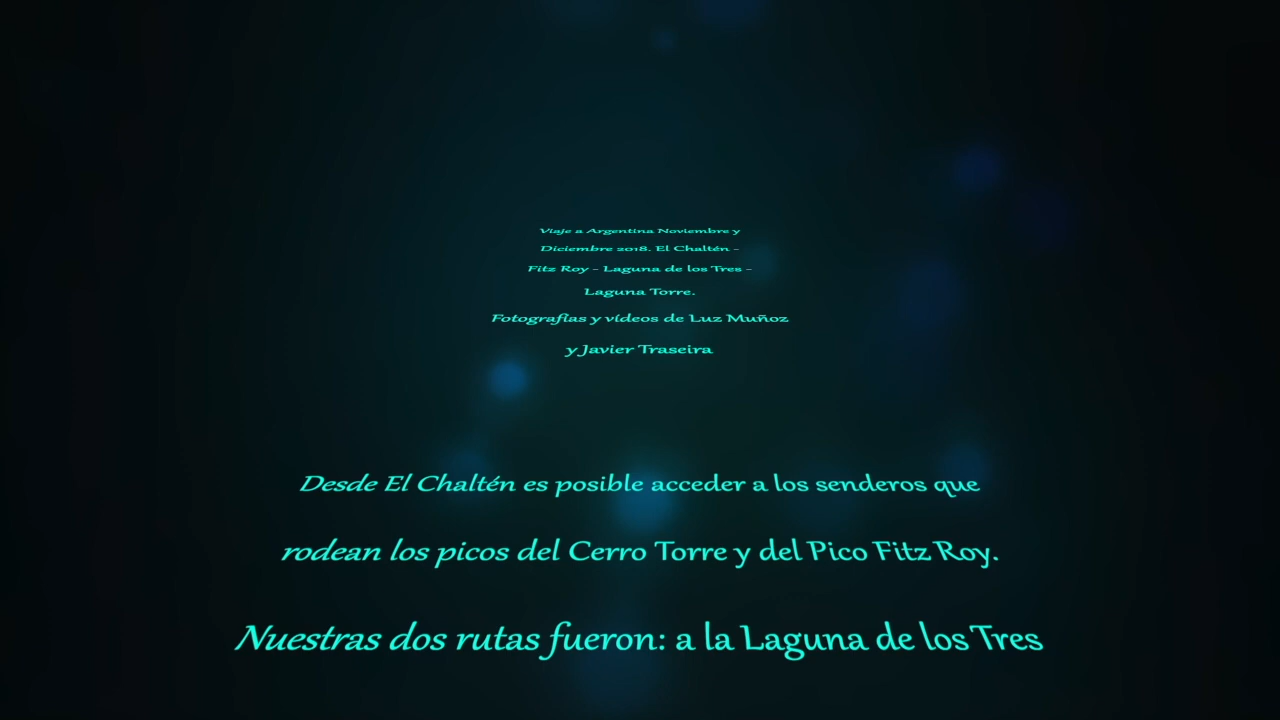 Viaje a Argentina Noviembre y
Diciembre 2018. El Chaltén -
Fitz Roy - Laguna de los Tres -
Laguna Torre.
Fotografías y vídeos de Luz Muñoz
y Javier Traseira
Desde El Chaltén es posible acceder a los senderos que
rodean los picos del Cerro Torre y del Pico Fitz Roy.
Nuestras dos rutas fueron: a la Laguna de los Tres